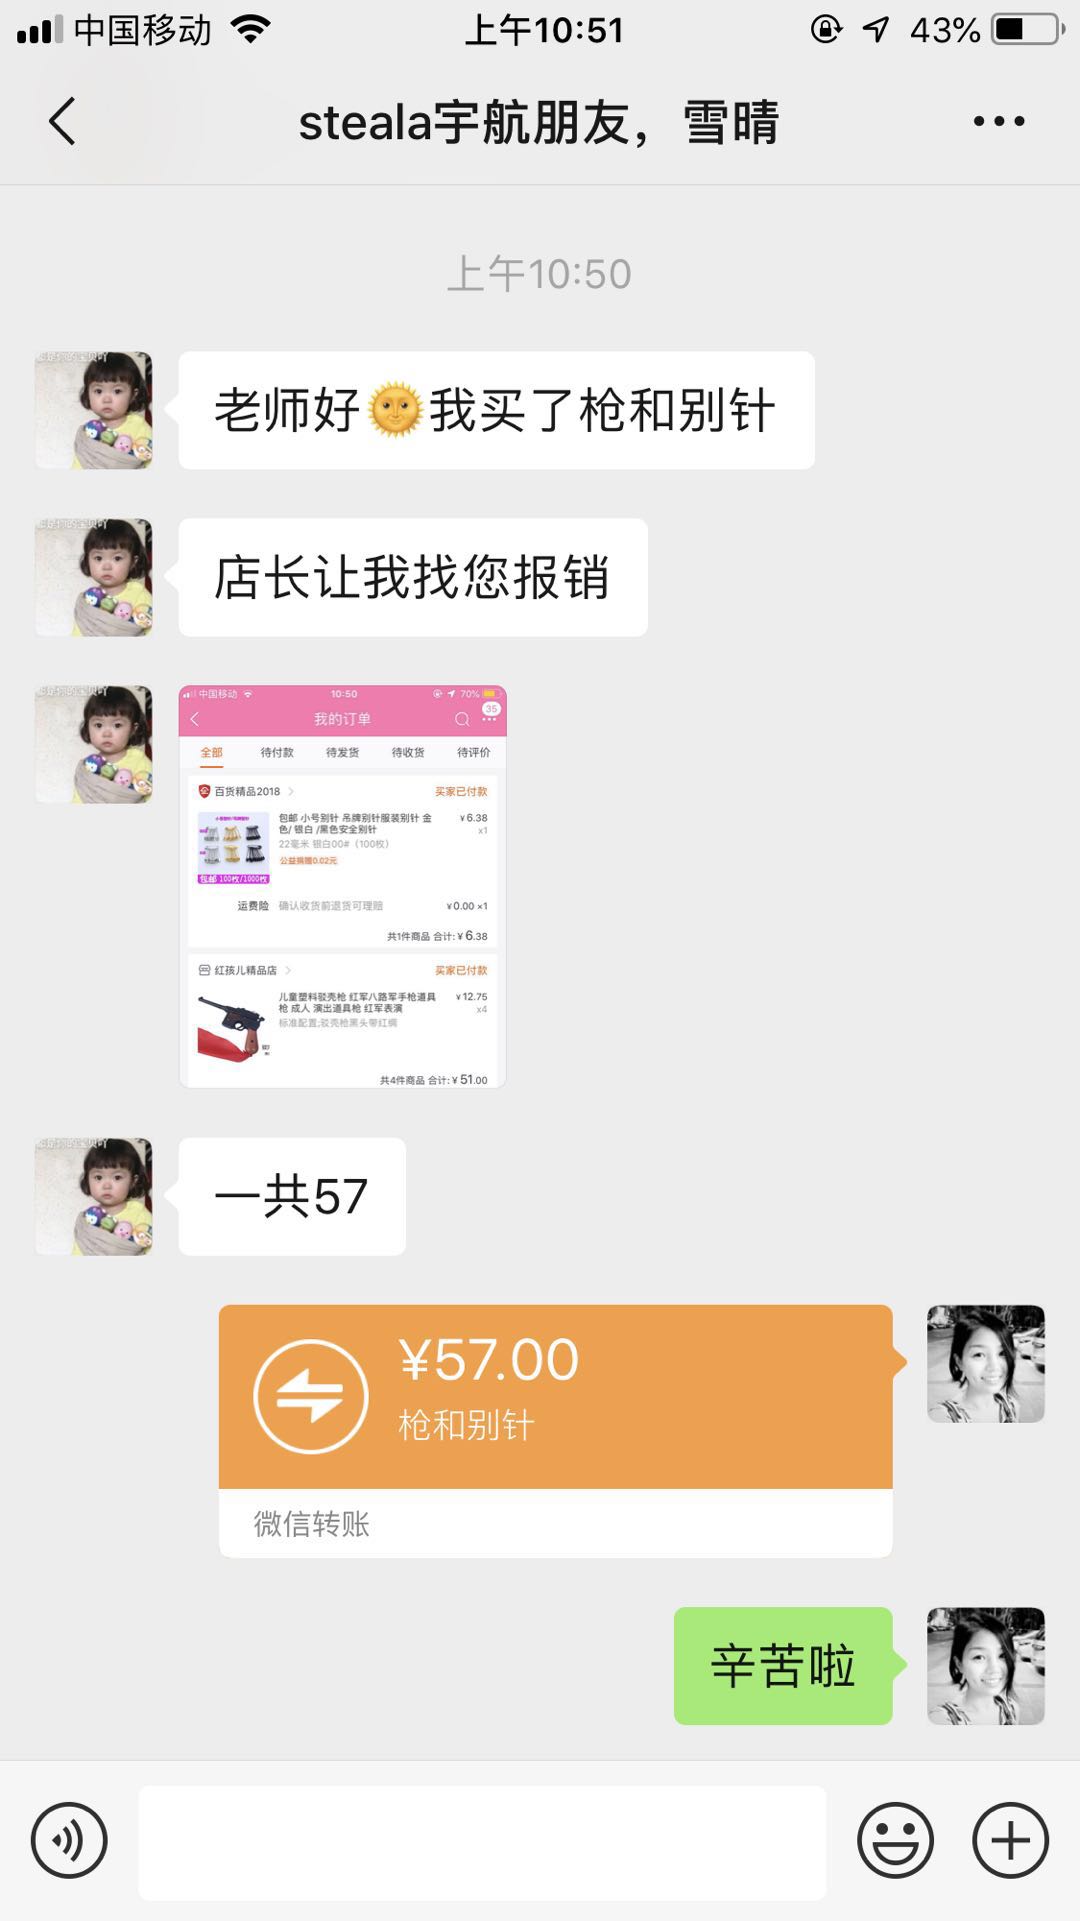 中国移动 上午10:51 43%
steala宇航朋友，雪晴
上午10:50
老师好🌞我买了枪和别针
店长让我找您报销
中国移动 10:50 70%
我的订单 35
全部 待付款 待发货 待收货 待评价
百货精品2018 买家已付款
包邮 小号别针 吊牌别针服装别针 金 ¥6.38
色/ 银白 /黑色安全别针 x1
22毫米 银白00#（100枚）
公益捐赠0.02元
包邮 100枚/1000枚
运费险 确认收货前退货可理赔 ¥0.00 ×1
共1件商品 合计:¥6.38
红孩儿精品店 买家已付款
儿童塑料驳壳枪 红军八路军手枪道具 ¥12.75
枪 成人 演出道具枪 红军表演 x4
标准配置;驳壳枪黑头带红绸
共4件商品 合计:¥51.00
一共57
¥57.00
枪和别针
微信转账
辛苦啦